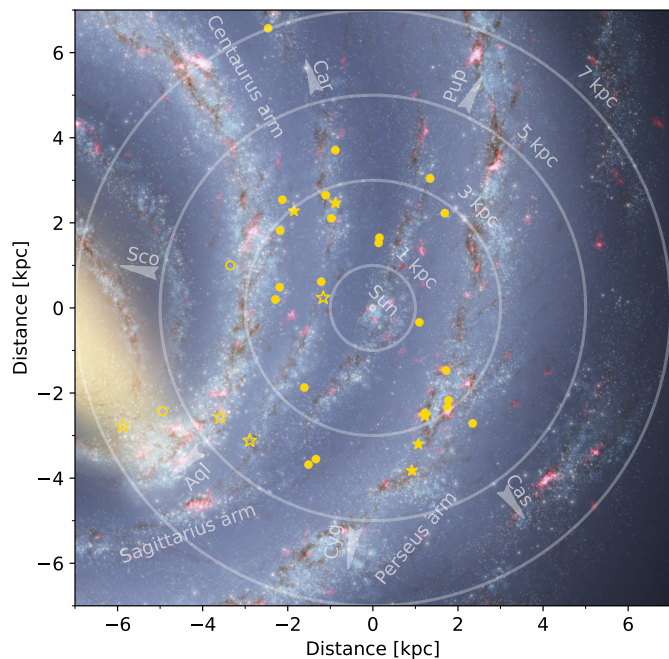 6
4
2
0
−2
−4
−6
Distance [kpc]
Centaurus arm
Car
Pup
7 kpc
5 kpc
3 kpc
1 kpc
Sco
Sun
Aql
Sagittarius arm
Cyg
Perseus arm
Cas
−6 −4 −2 0 2 4 6
Distance [kpc]